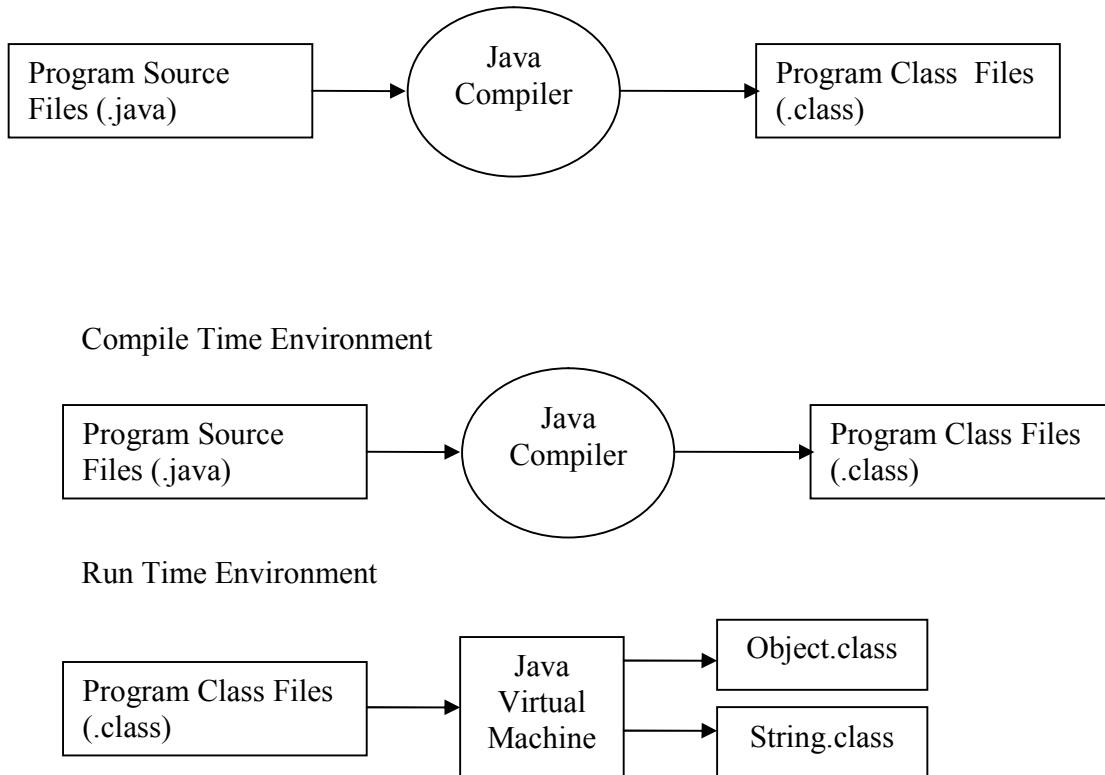 Program Source
Files (.java)
Java
Compiler
Program Class  Files
(.class)
Compile Time Environment
Program Source
Files (.java)
Java
Compiler
Program Class Files
(.class)
Run Time Environment
Program Class Files
(.class)
Java
Virtual
Machine
Object.class
String.class